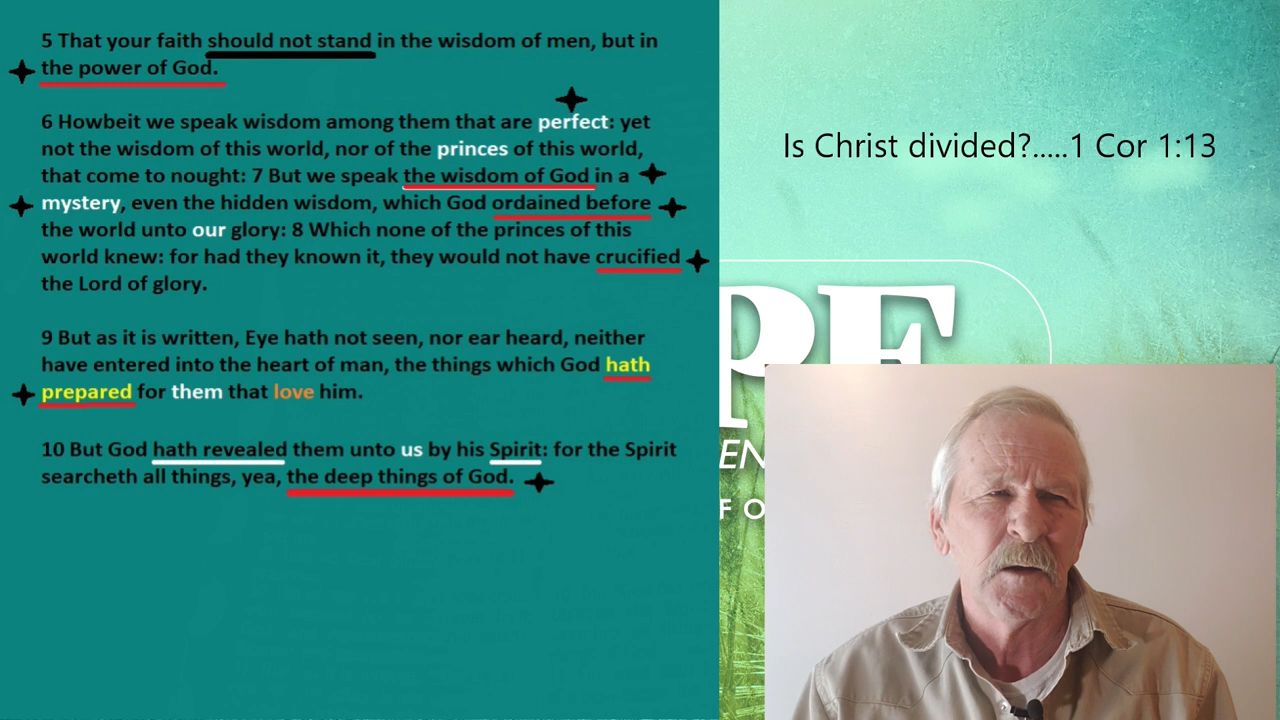 5 That your faith should not stand in the wisdom of men, but in
the power of God.
6 Howbeit we speak wisdom among them that are perfect: yet
not the wisdom of this world, nor of the princes of this world,
that come to nought: 7 But we speak the wisdom of God in a
mystery, even the hidden wisdom, which God ordained before
the world unto our glory: 8 Which none of the princes of this
world knew: for had they known it, they would not have crucified
the Lord of glory.
9 But as it is written, Eye hath not seen, nor ear heard, neither
have entered into the heart of man, the things which God hath
prepared for them that love him.
10 But God hath revealed them unto us by his Spirit: for the Spirit
searcheth all things, yea, the deep things of God.
Is Christ divided?.....1 Cor 1:13
PE
EN
F O